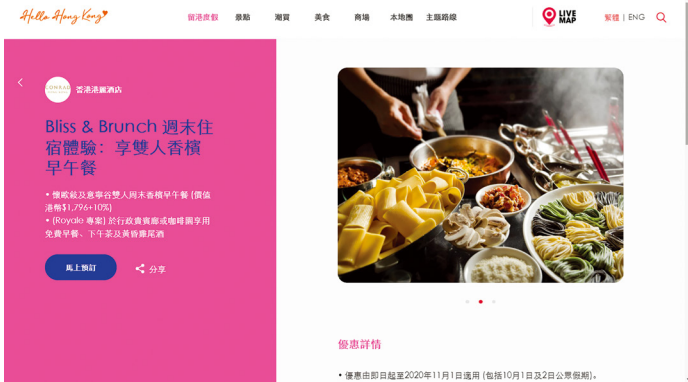 Hello Hong Kong
留港度假 景點 潮買 美食 商場 本地團 主題路線
LIVE MAP
繁體 | ENG
CONRAD
香港港麗酒店
Bliss & Brunch 週末住
宿體驗：享雙人香檳
早午餐
• 懷歐敍及意寧谷雙人周末香檳早午餐 (價值
港幣$1,796+10%)
• (Royale 專案) 於行政貴賓廊或咖啡園享用
免費早餐、下午茶及黃昏雞尾酒
馬上預訂
分享
優惠詳情
• 優惠由即日起至2020年11月1日適用 (包括10月1日及2日公眾假期)。